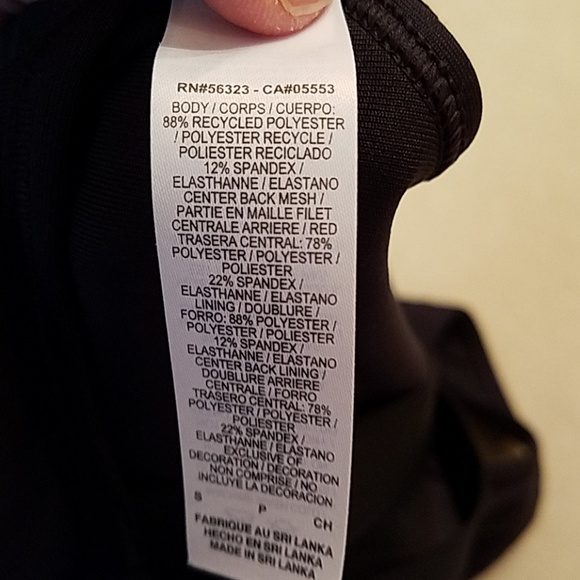 RN#56323 - CA#05553
BODY / CORPS / CUERPO:
88% RECYCLED POLYESTER
/ POLYESTER RECYCLE /
POLIESTER RECICLADO
12% SPANDEX /
ELASTHANNE / ELASTANO
CENTER BACK MESH /
PARTIE EN MAILLE FILET
CENTRALE ARRIERE / RED
TRASERA CENTRAL: 78%
POLYESTER / POLYESTER /
POLIESTER
22% SPANDEX /
ELASTHANNE / ELASTANO
LINING / DOUBLURE /
FORRO: 88% POLYESTER /
POLYESTER / POLIESTER
12% SPANDEX /
ELASTHANNE / ELASTANO
CENTER BACK LINING /
DOUBLURE ARRIERE
CENTRALE / FORRO
TRASERO CENTRAL: 78%
POLYESTER / POLYESTER /
POLIESTER
22% SPANDEX /
ELASTHANNE / ELASTANO
EXCLUSIVE OF
DECORATION / DÉCORATION
NON COMPRISE / NO
INCLUYE LA DECORACION
S P CH
FABRIQUE AU SRI LANKA
HECHO EN SRI LANKA
MADE IN SRI LANKA